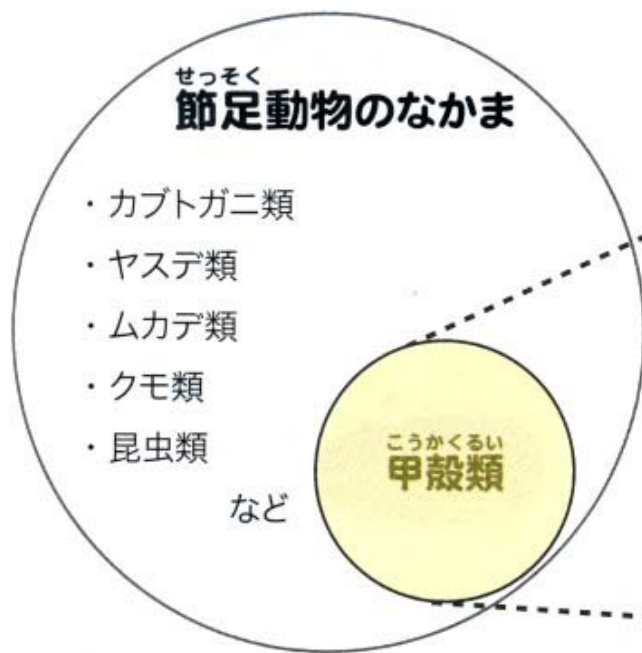 せっそく
節足動物のなかま
・カブトガニ類
・ヤスデ類
・ムカデ類
・クモ類
・昆虫類
など
こうかくるい
甲殻類